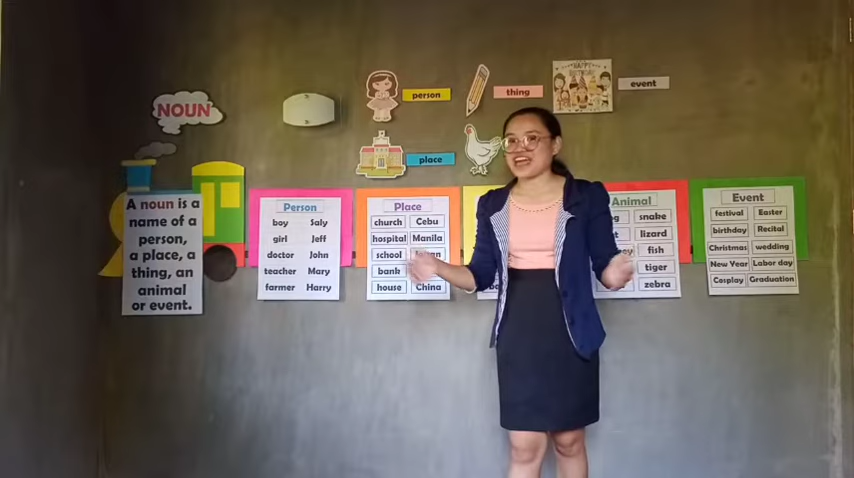 NOUN
person
thing
HAPPY
event
place
A noun is a
name of a
person,
a place, a
thing, an
animal
or event.
Person
boy Saly
girl Jeff
doctor John
teacher Mary
farmer Harry
Place
church Cebu
hospital Manila
school
bank
house China
Animal
snake
lizard
fish
tiger
zebra
Event
festival Easter
birthday Recital
Christmas wedding
New Year Labor day
Cosplay Graduation